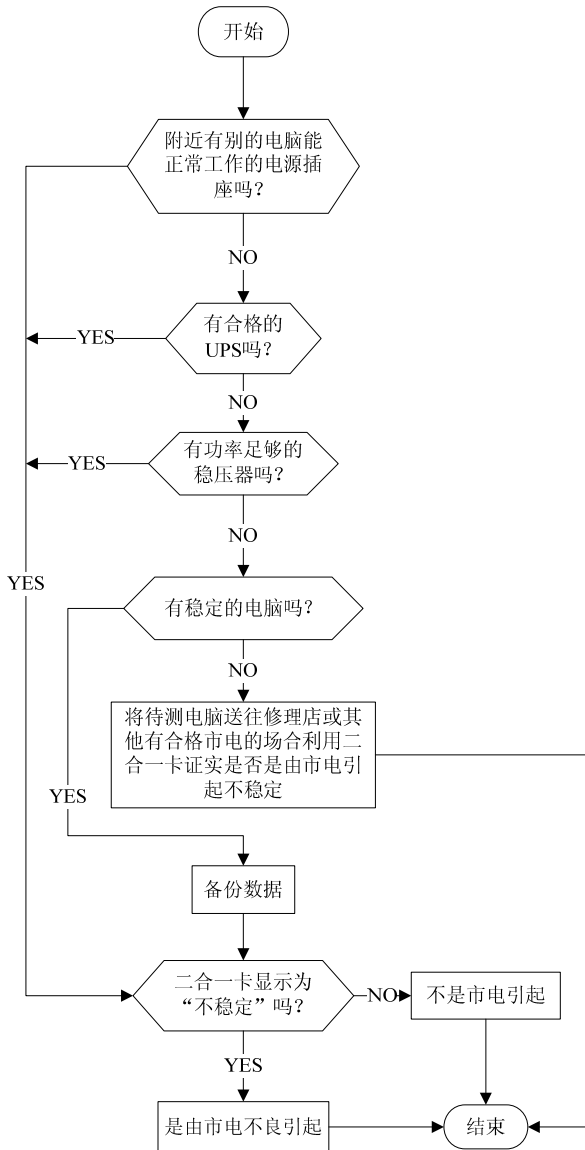 开始
附近有别的电脑能
正常工作的电源插
座吗？
NO
有合格的
UPS吗？
YES
NO
有功率足够的
稳压器吗？
YES
NO
YES
有稳定的电脑吗？
NO
将待测电脑送往修理店或其
他有合格市电的场合利用二
合一卡证实是否是由市电引
起不稳定
YES
备份数据
二合一卡显示为
“不稳定”吗？
NO
不是市电引起
YES
是由市电不良引起
结束